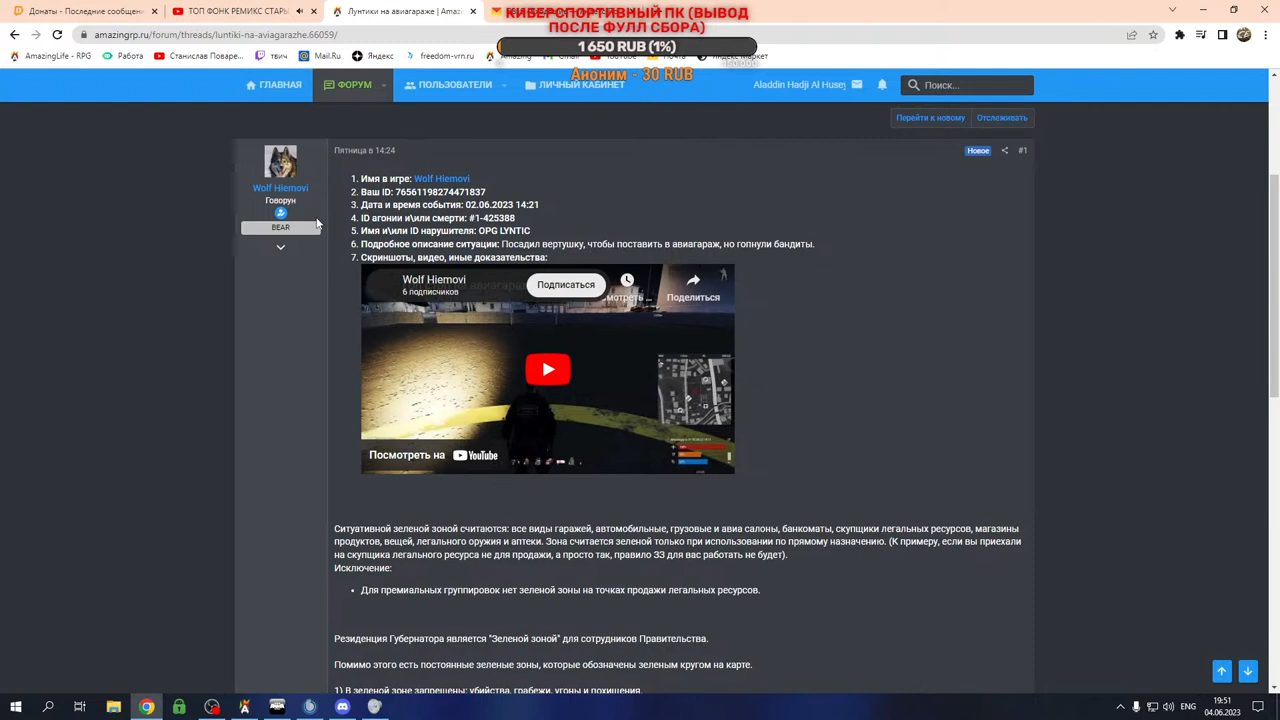 ТОП ФОНК РЕМИКС СТАРЫ
Лунтики на авиагараже.
КИБЕРСПОРТИВНЫЙ ПК (ВЫВОД
ПОСЛЕ ФУЛЛ СБОРА)
1 650 RUB (1%)
Аноним - 30 RUB
forum.amazingrp.ru/forum/threads/luntiki-na-aviagarazhe.66059/
AmazingLife - RPG
Работа
YouTube
Станислав Поваров...
твич
Mail.Ru
Яндекс
freedom-vrn.ru
ГЛАВНАЯ
ФОРУМ
ПОЛЬЗОВАТЕЛИ
ЛИЧНЫЙ КАБИНЕТ
Aladdin Hadji Al Husey
Поиск...
Перейти к новому
Отслеживать
Wolf Hiemovi
Говорун
BEAR
Пятница в 14:24
Новое
#1
1. Имя в игре: Wolf Hiemovi
2. Ваш ID: 76561198274471837
3. Дата и время события: 02.06.2023 14:21
4. ID агонии и\или смерти: #1-425388
5. Имя и\или ID нарушителя: OPG LYNTIC
6. Подробное описание ситуации: Посадил вертушку, чтобы поставить в авиагараж, но гопнули бандиты.
7. Скриншоты, видео, иные доказательства:
Wolf Hiemovi
6 подписчиков
Подписаться
Поделиться
Посмотреть на YouTube
Ситуативной зеленой зоной считаются: все виды гаражей, автомобильные, грузовые и авиа салоны, банкоматы, скупщики легальных ресурсов, магазины
продуктов, вещей, легального оружия и аптеки. Зона считается зеленой только при использовании по прямому назначению. (К примеру, если вы приехали
на скупщика легального ресурса не для продажи, а просто так, правило ЗЗ для вас работать не будет).
Исключение:
• Для премиальных группировок нет зеленой зоны на точках продажи легальных ресурсов.
Резиденция Губернатора является "Зеленой зоной" для сотрудников Правительства.
Помимо этого есть постоянные зеленые зоны, которые обозначены зеленым кругом на карте.
1) В зеленой зоне запрещены: убийства, грабежи, угоны и похищения.
ENG
19:51
04.06.2023